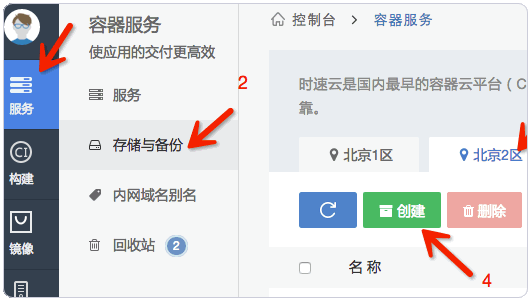 服务
CI
构建
镜像
容器服务
使应用的交付更高效
服务
2
存储与备份
内网域名别名
回收站 2
控制台 > 容器服务
时速云是国内最早的容器云平台（C
靠。
北京1区 北京2区
创建 删除
4
名称